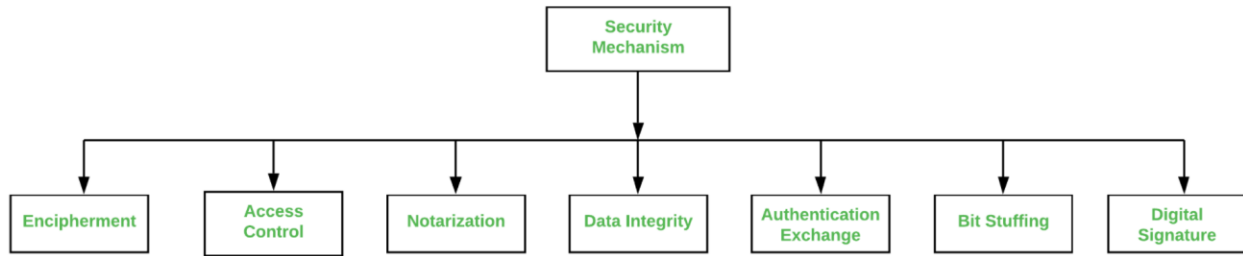 Security
Mechanism
Encipherment
Access
Control
Notarization
Data Integrity
Authentication
Exchange
Bit Stuffing
Digital
Signature